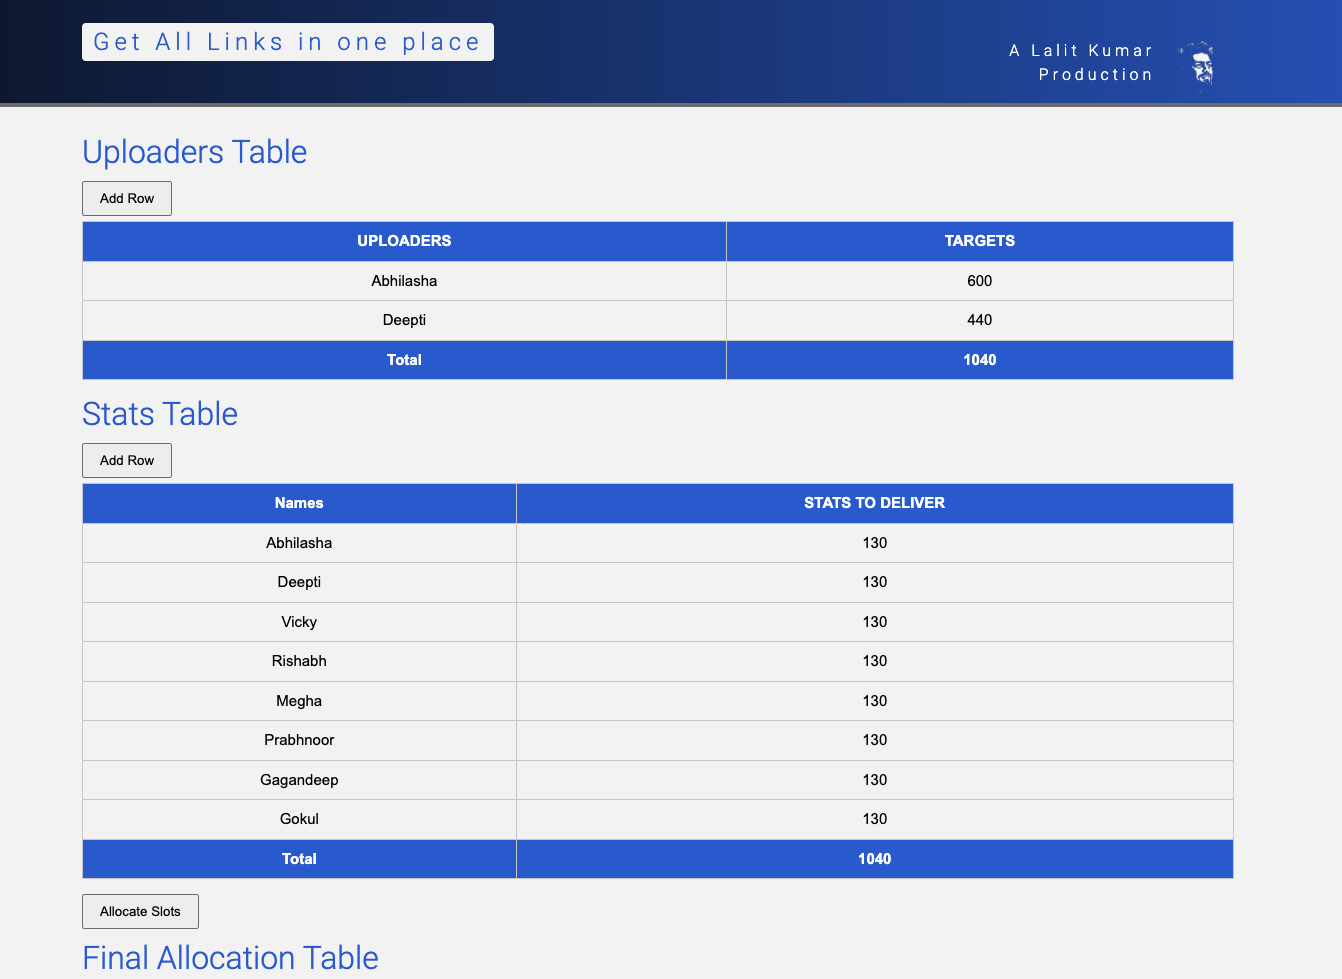 Get All Links in one place
A Lalit Kumar
Production
Uploaders Table
Add Row
UPLOADERS TARGETS
Abhilasha 600
Deepti 440
Total 1040
Stats Table
Add Row
Names STATS TO DELIVER
Abhilasha 130
Deepti 130
Vicky 130
Rishabh 130
Megha 130
Prabhnoor 130
Gagandeep 130
Gokul 130
Total 1040
Allocate Slots
Final Allocation Table